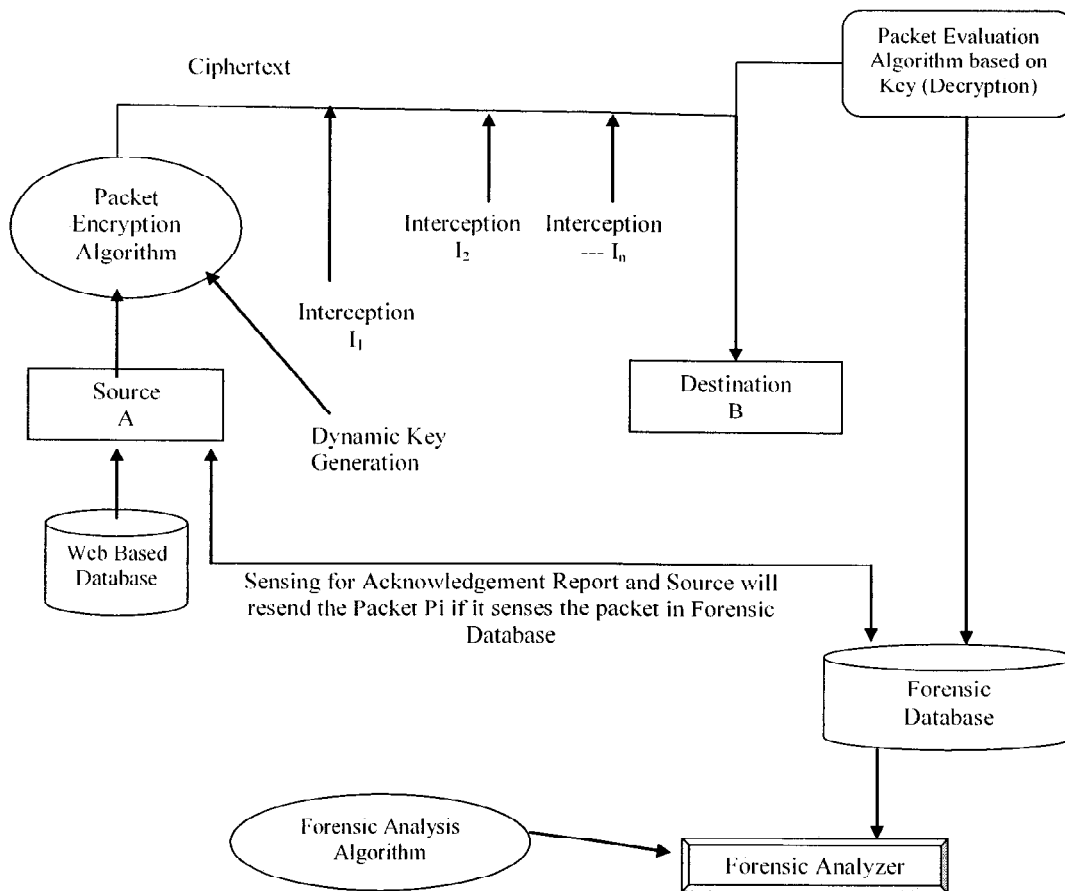 Packet Evaluation
Algorithm based on
Key (Decryption)
Ciphertext
Packet
Encryption
Algorithm
Interception
I2
Interception
--- In
Interception
I1
Source
A
Destination
B
Dynamic Key
Generation
Web Based
Database
Sensing for Acknowledgement Report and Source will
resend the Packet Pi if it senses the packet in Forensic
Database
Forensic
Database
Forensic Analysis
Algorithm
Forensic Analyzer